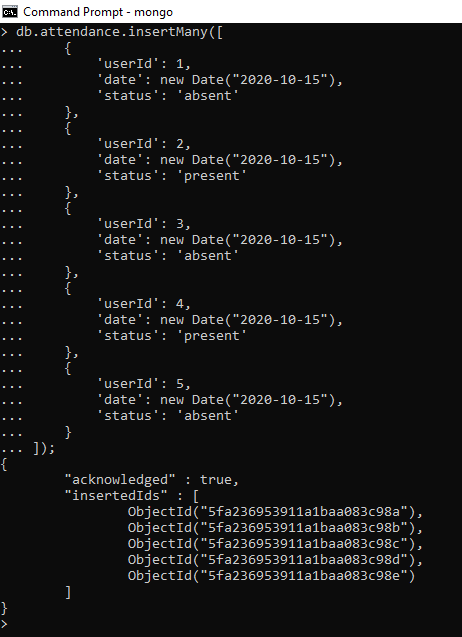 Command Prompt - mongo
> db.attendance.insertMany([
...     {
...             'userId': 1,
...             'date': new Date("2020-10-15"),
...             'status': 'absent'
...     },
...     {
...             'userId': 2,
...             'date': new Date("2020-10-15"),
...             'status': 'present'
...     },
...     {
...             'userId': 3,
...             'date': new Date("2020-10-15"),
...             'status': 'absent'
...     },
...     {
...             'userId': 4,
...             'date': new Date("2020-10-15"),
...             'status': 'present'
...     },
...     {
...             'userId': 5,
...             'date': new Date("2020-10-15"),
...             'status': 'absent'
...     }
... ]);
{
        "acknowledged" : true,
        "insertedIds" : [
                ObjectId("5fa236953911a1baa083c98a"),
                ObjectId("5fa236953911a1baa083c98b"),
                ObjectId("5fa236953911a1baa083c98c"),
                ObjectId("5fa236953911a1baa083c98d"),
                ObjectId("5fa236953911a1baa083c98e")
        ]
}
>